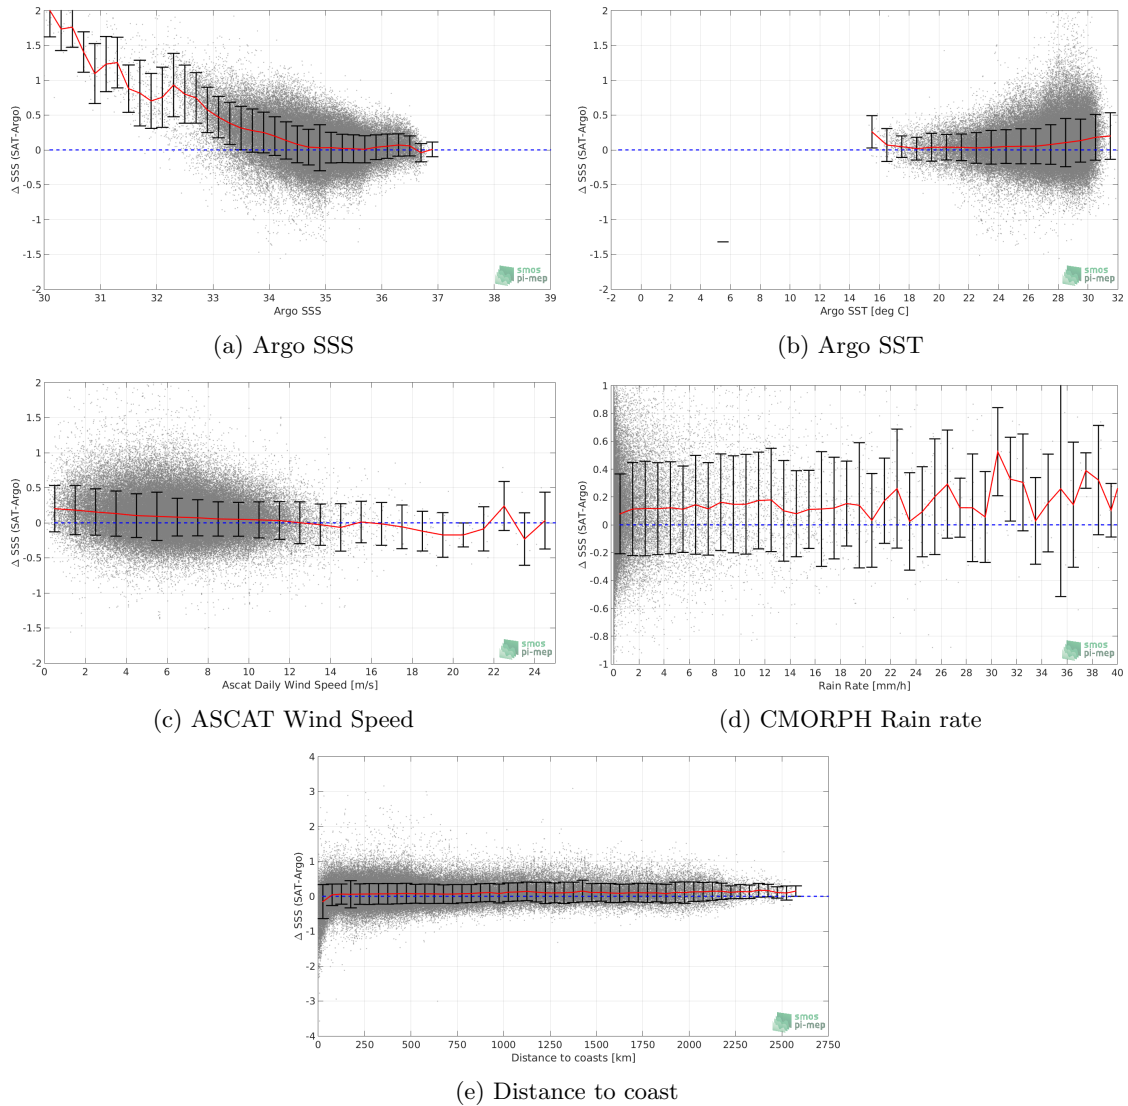 2
1.5
1
0.5
0
-0.5
-1
-1.5
-2
Δ SSS (SAT-Argo)
30 31 32 33 34 35 36 37 38 39
Argo SSS
smos
pi-mep
(a) Argo SSS
2
1.5
1
0.5
0
-0.5
-1
-1.5
-2
Δ SSS (SAT-Argo)
-2 0 2 4 6 8 10 12 14 16 18 20 22 24 26 28 30 32
Argo SST [deg C]
smos
pi-mep
(b) Argo SST
2
1.5
1
0.5
0
-0.5
-1
-1.5
-2
Δ SSS (SAT-Argo)
0 2 4 6 8 10 12 14 16 18 20 22 24
Ascat Daily Wind Speed [m/s]
smos
pi-mep
(c) ASCAT Wind Speed
1
0.8
0.6
0.4
0.2
0
-0.2
-0.4
-0.6
-0.8
-1
Δ SSS (SAT-Argo)
0 2 4 6 8 10 12 14 16 18 20 22 24 26 28 30 32 34 36 38 40
Rain Rate [mm/h]
smos
pi-mep
(d) CMORPH Rain rate
4
3
2
1
0
-1
-2
-3
-4
Δ SSS (SAT-Argo)
0 250 500 750 1000 1250 1500 1750 2000 2250 2500 2750
Distance to coasts [km]
smos
pi-mep
(e) Distance to coast